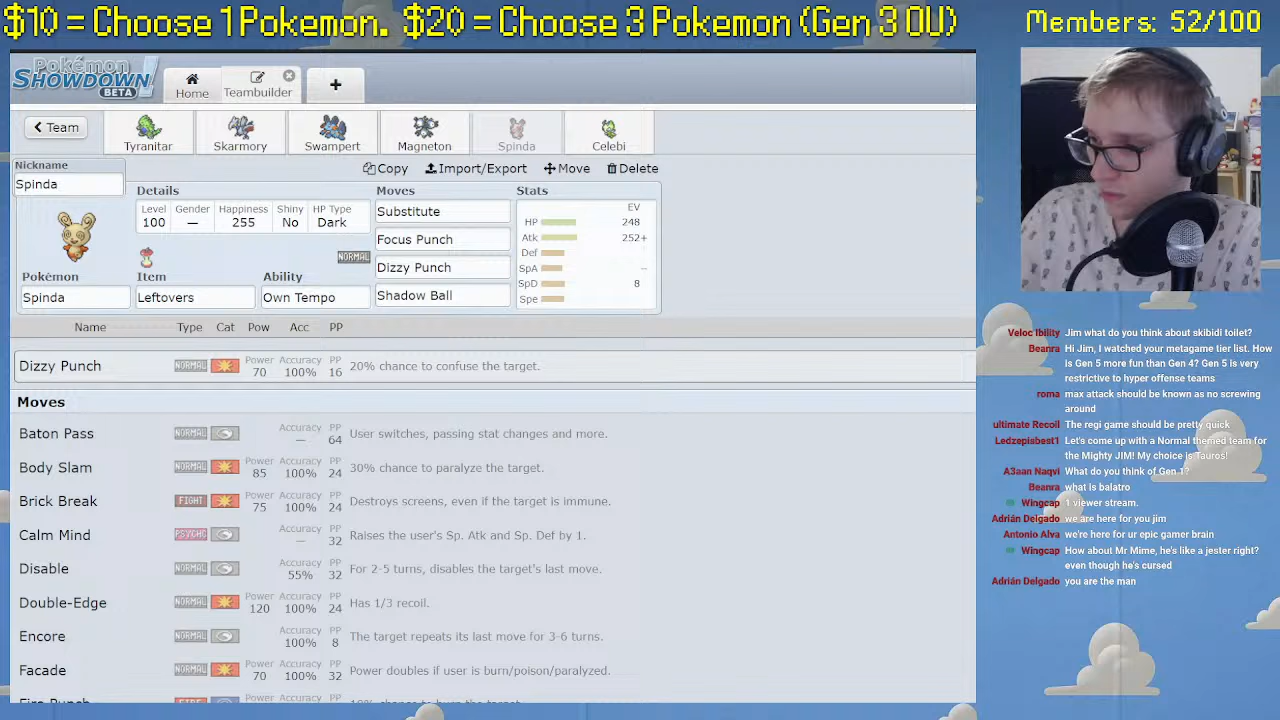 $10 = Choose 1 Pokemon. $20 = Choose 3 Pokemon (Gen 3 OU)
Members: 52/100
Pokémon
SHOWDOWN!
BETA
Home
Teambuilder
+
Team
Tyranitar
Skarmory
Swampert
Magneton
Spinda
Celebi
Nickname
Spinda
Copy
Import/Export
Move
Delete
Details
Level
100
Gender
—
Happiness
255
Shiny
No
HP Type
Dark
NORMAL
Pokémon
Spinda
Item
Leftovers
Ability
Own Tempo
Moves
Substitute
Focus Punch
Dizzy Punch
Shadow Ball
Stats
EV
HP 248
Atk 252+
Def
SpA --
SpD 8
Spe
Name Type Cat Pow Acc PP
Dizzy Punch NORMAL Power 70 Accuracy 100% PP 16 20% chance to confuse the target.
Moves
Baton Pass NORMAL Accuracy — PP 64 User switches, passing stat changes and more.
Body Slam NORMAL Power 85 Accuracy 100% PP 24 30% chance to paralyze the target.
Brick Break FIGHT Power 75 Accuracy 100% PP 24 Destroys screens, even if the target is immune.
Calm Mind PSYCHC Accuracy — PP 32 Raises the user's Sp. Atk and Sp. Def by 1.
Disable NORMAL Accuracy 55% PP 32 For 2-5 turns, disables the target's last move.
Double-Edge NORMAL Power 120 Accuracy 100% PP 24 Has 1/3 recoil.
Encore NORMAL Accuracy 100% PP 8 The target repeats its last move for 3-6 turns.
Facade NORMAL Power 70 Accuracy 100% PP 32 Power doubles if user is burn/poison/paralyzed.
Veloc Ibility Jim what do you think about skibidi toilet?
Beanra Hi Jim, I watched your metagame tier list. How
is Gen 5 more fun than Gen 4? Gen 5 is very
restrictive to hyper offense teams
roma max attack should be known as no screwing
around
ultimate Recoll The regi game should be pretty quick
Ledzepisbest1 Let's come up with a Normal themed team for
the Mighty JIM! My choice is Tauros!
A3aan Naqvi What do you think of Gen 1?
Beanra what is balatro
Wingcap 1 viewer stream.
Adrián Delgado we are here for you jim
Antonio Alva we're here for ur epic gamer brain
Wingcap How about Mr Mime, he's like a jester right?
even though he's cursed
Adrián Delgado you are the man